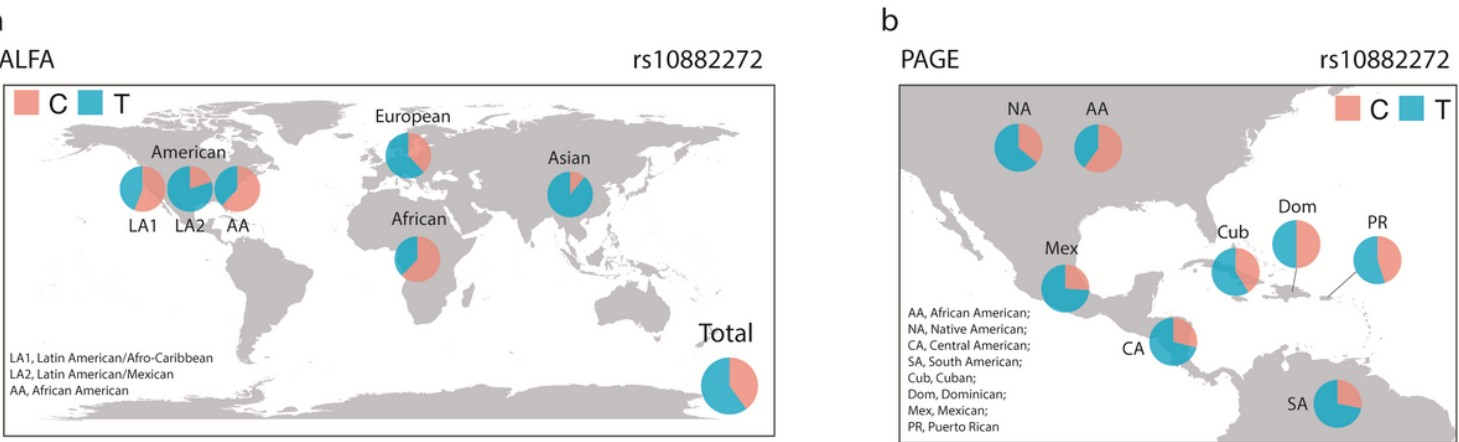 a
ALFA
rs10882272
C T
European
American
Asian
African
LA1 LA2 AA
Total
LA1, Latin American/Afro-Caribbean
LA2, Latin American/Mexican
AA, African American
b
PAGE
rs10882272
C T
NA AA
Dom
PR
Cub
Mex
CA
SA
AA, African American;
NA, Native American;
CA, Central American;
SA, South American;
Cub, Cuban;
Dom, Dominican;
Mex, Mexican;
PR, Puerto Rican